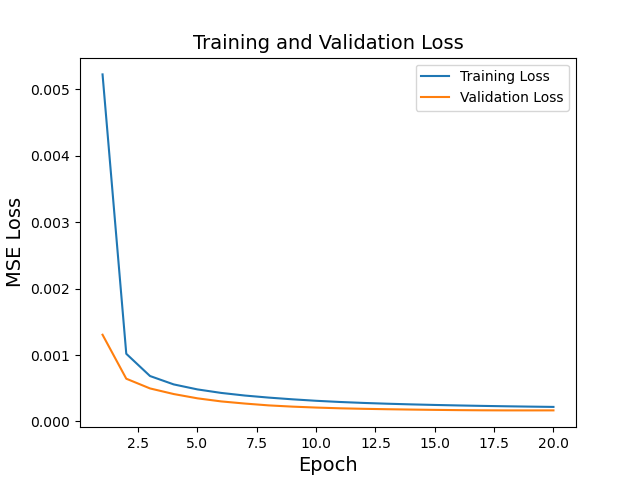 Training and Validation Loss
Training Loss
Validation Loss
MSE Loss
0.005
0.004
0.003
0.002
0.001
0.000
2.5 5.0 7.5 10.0 12.5 15.0 17.5 20.0
Epoch